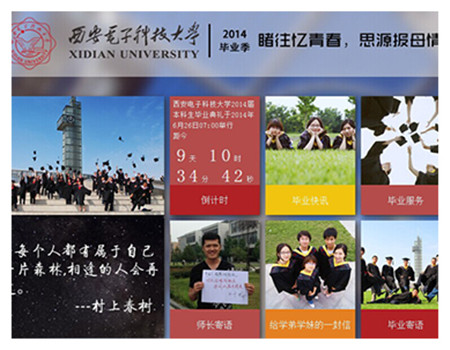 西安电子科技大学
XIDIAN UNIVERSITY
2014
毕业季
睹往忆青春，思源报母情
西安电子科技大学2014届
本科生毕业典礼于2014年
6月26日07:00举行
距今
9 天 10 时
34 分 42 秒
倒计时
毕业快讯
毕业服务
每个人都有属于自己
片森林,相逢的人会再
。
---村上春树
师长寄语
给学弟学妹的一封信
毕业寄语